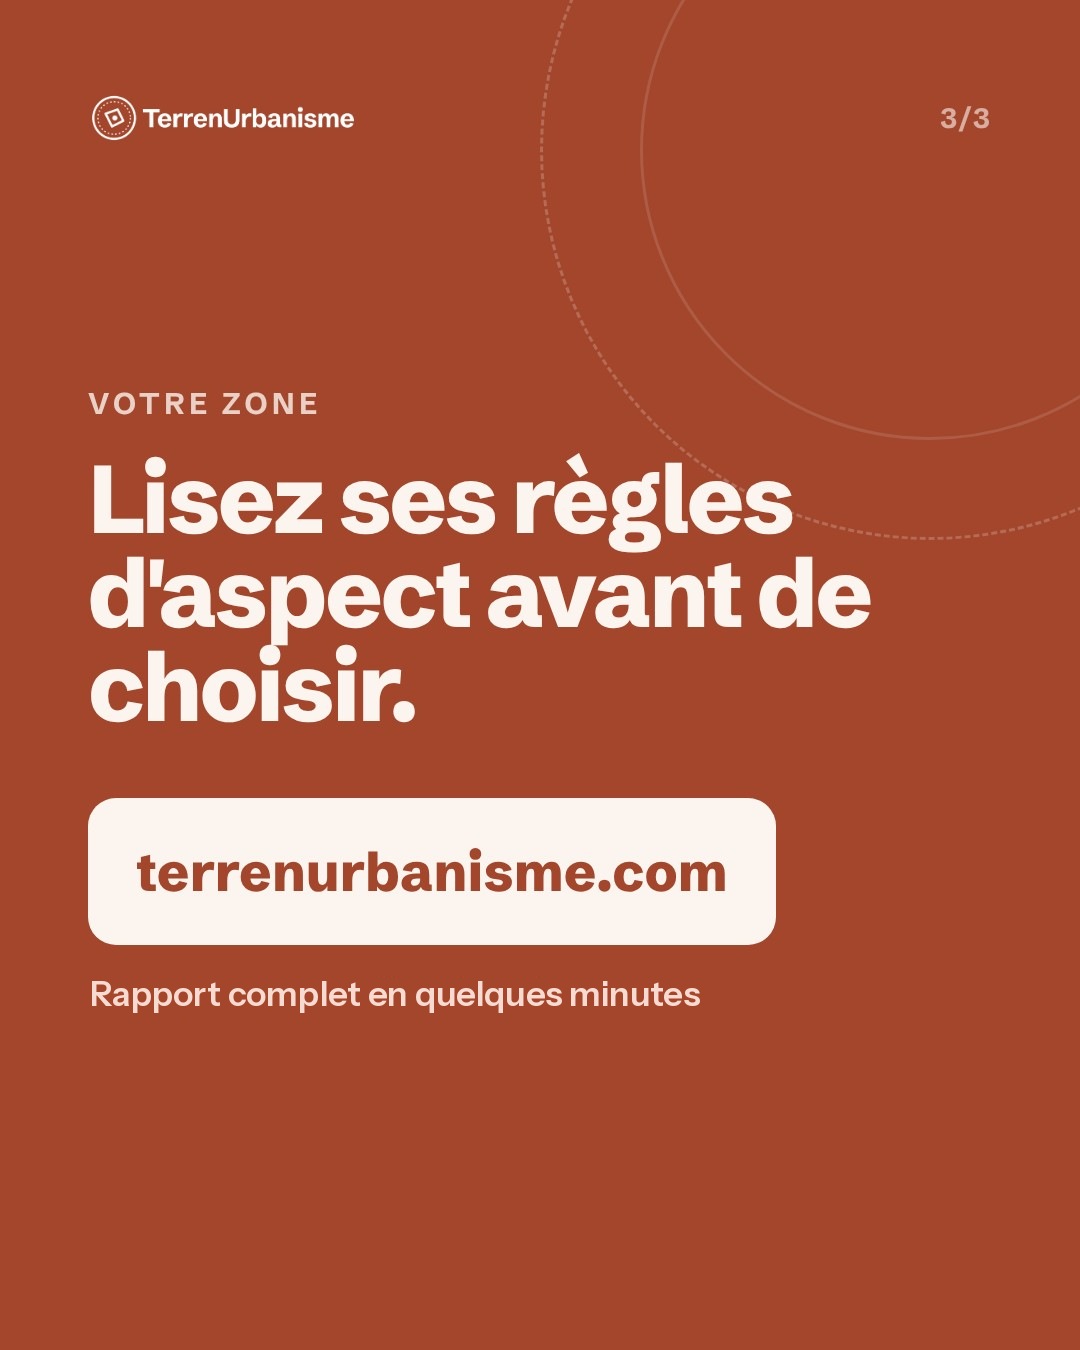 TerrenUrbanisme
3/3
VOTRE ZONE
Lisez ses règles
d'aspect avant de
choisir.
terrenurbanisme.com
Rapport complet en quelques minutes